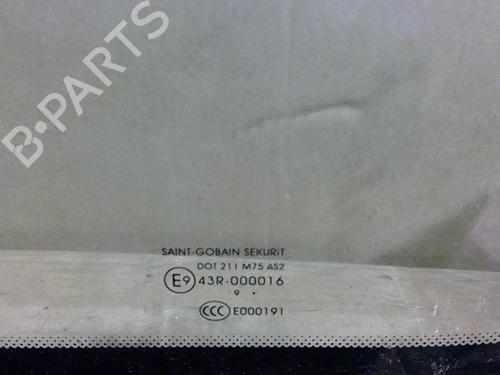 B-PARTS
SAINT-GOBAIN SEKURIT
DOT 211 M75 AS2
E9 43R-000016
9 •
CCC E000191